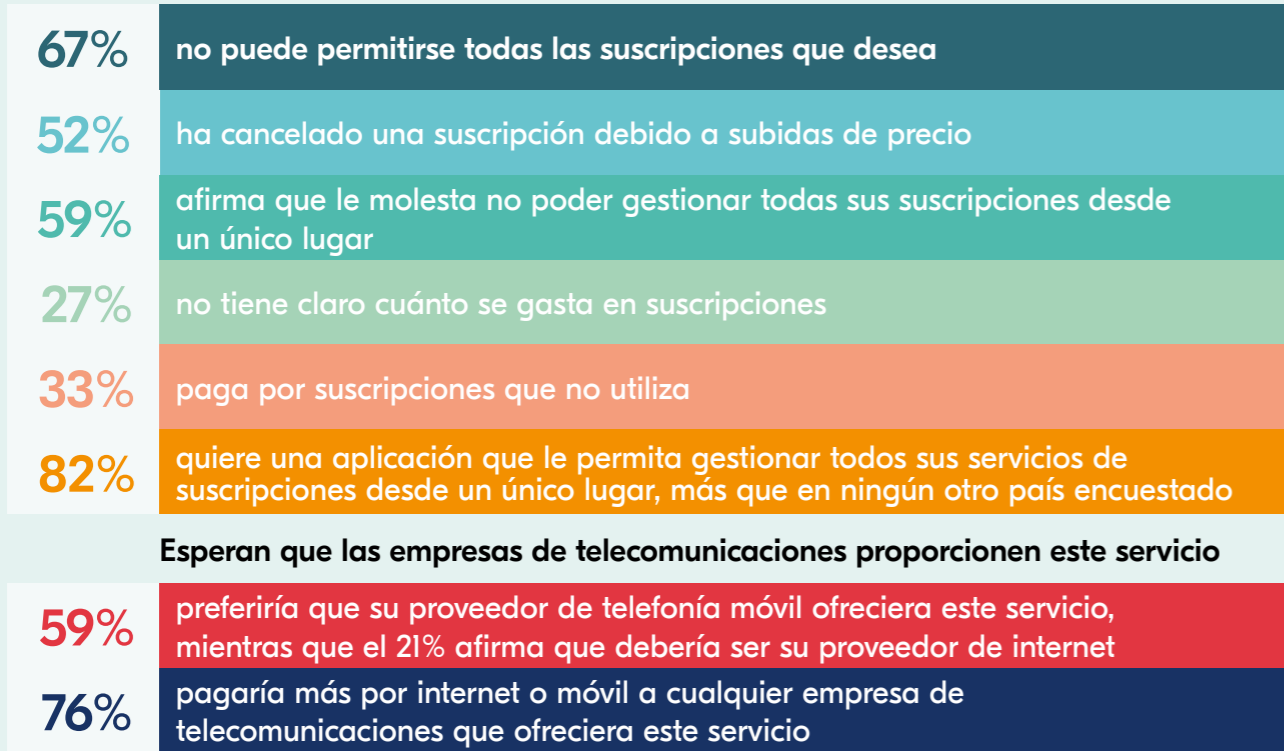 67% no puede permitirse todas las suscripciones que desea
52% ha cancelado una suscripción debido a subidas de precio
59% afirma que le molesta no poder gestionar todas sus suscripciones desde
un único lugar
27% no tiene claro cuánto se gasta en suscripciones
33% paga por suscripciones que no utiliza
82% quiere una aplicación que le permita gestionar todos sus servicios de
suscripciones desde un único lugar, más que en ningún otro país encuestado
Esperan que las empresas de telecomunicaciones proporcionen este servicio
59% preferiría que su proveedor de telefonía móvil ofreciera este servicio,
mientras que el 21% afirma que debería ser su proveedor de internet
76% pagaría más por internet o móvil a cualquier empresa de
telecomunicaciones que ofreciera este servicio